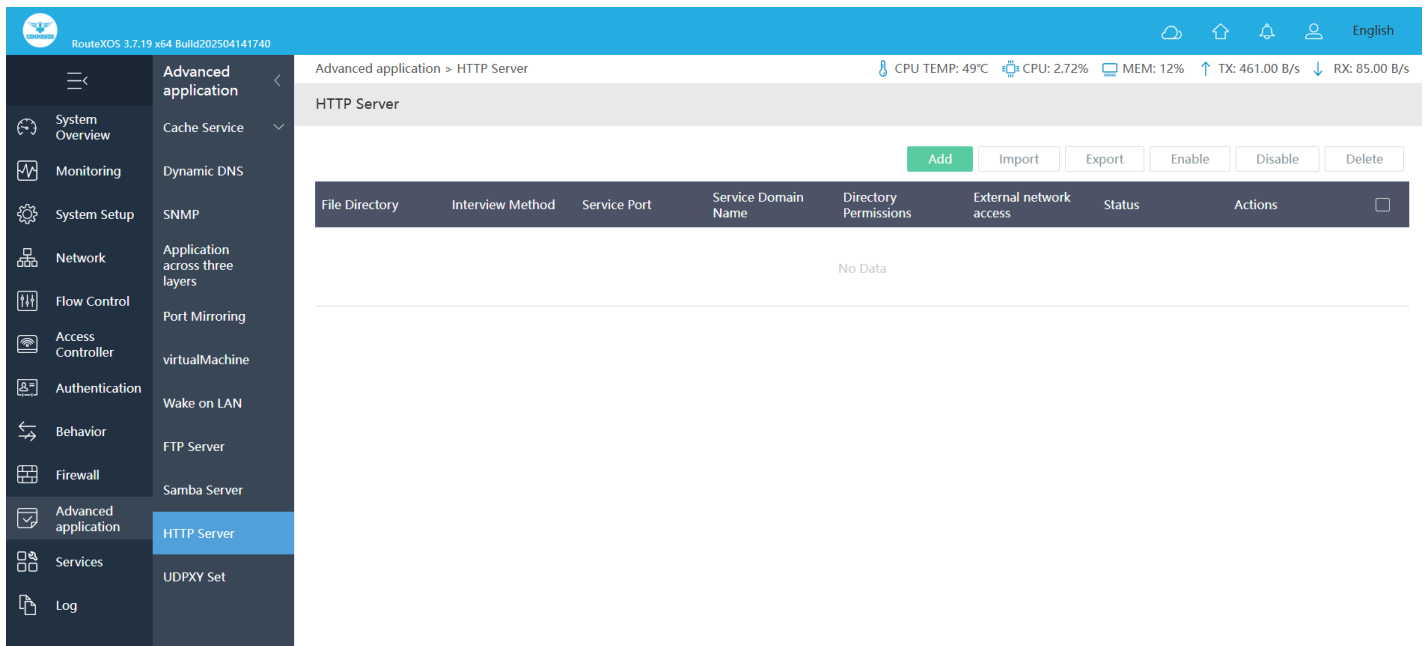 RouteXOS 3.7.19 x64 Build202504141740
English
Advanced
application
Advanced application > HTTP Server
CPU TEMP: 49℃
CPU: 2.72%
MEM: 12%
TX: 461.00 B/s
RX: 85.00 B/s
HTTP Server
System
Overview
Monitoring
System Setup
Network
Flow Control
Access
Controller
Authentication
Behavior
Firewall
Advanced
application
Services
Log
Cache Service
Dynamic DNS
SNMP
Application
across three
layers
Port Mirroring
virtualMachine
Wake on LAN
FTP Server
Samba Server
HTTP Server
UDPXY Set
Add
Import
Export
Enable
Disable
Delete
File Directory
Interview Method
Service Port
Service Domain
Name
Directory
Permissions
External network
access
Status
Actions
No Data